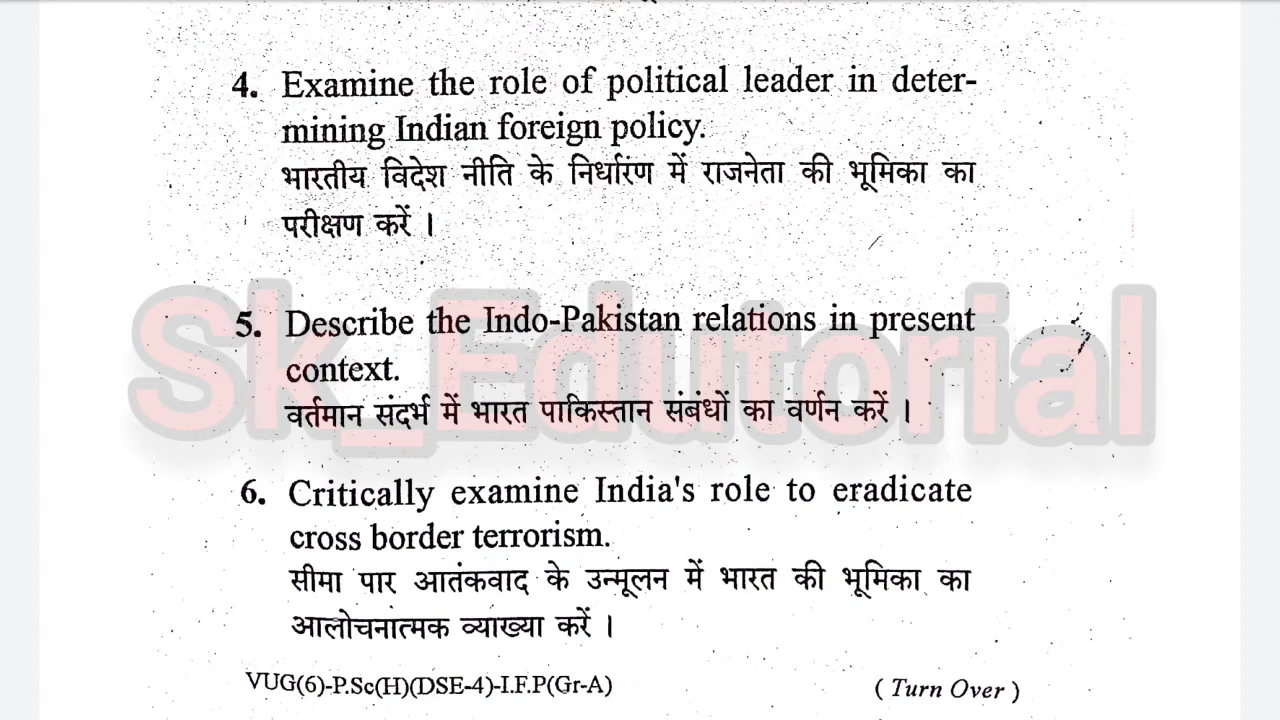 4. Examine the role of political leader in deter-
mining Indian foreign policy.
भारतीय विदेश नीति के निर्धारण में राजनेता की भूमिका का
परीक्षण करें ।
5. Describe the Indo-Pakistan relations in present
context.
वर्तमान संदर्भ में भारत पाकिस्तान संबंधों का वर्णन करें ।
Sk_Edutorial
6. Critically examine India's role to eradicate
cross border terrorism.
सीमा पार आतंकवाद के उन्मूलन में भारत की भूमिका का
आलोचनात्मक व्याख्या करें ।
VUG(6)-P.Sc(H)(DSE-4)-I.F.P(Gr-A)
( Turn Over )